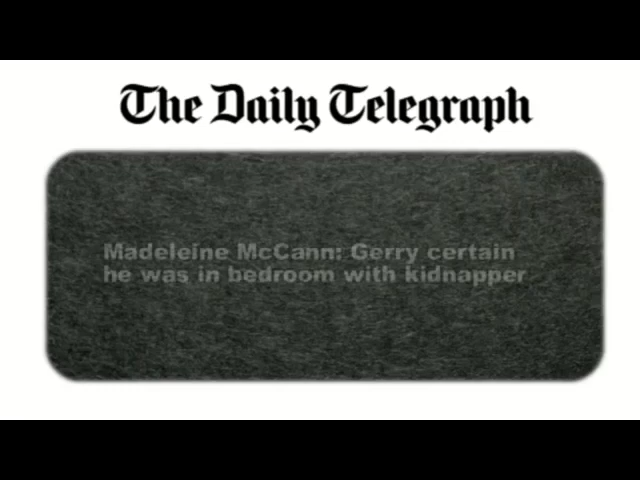 The Daily Telegraph
Madeleine McCann: Gerry certain
he was in bedroom with kidnapper